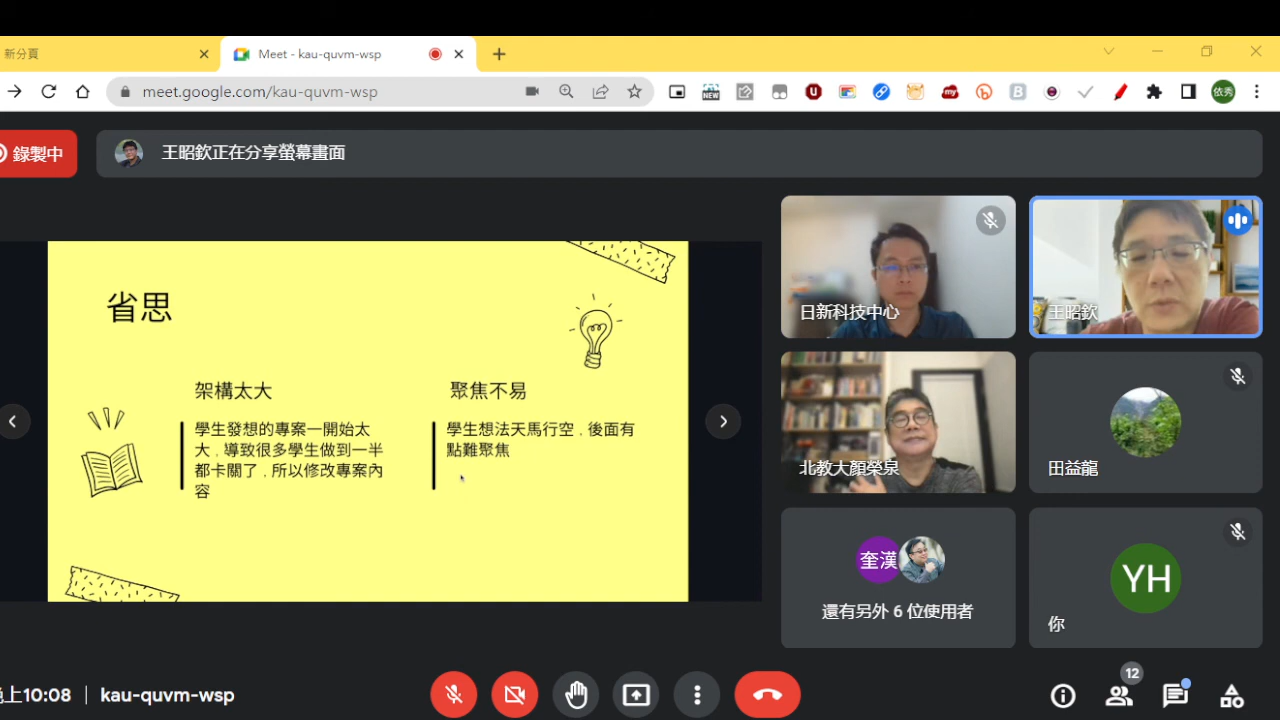 新分頁
Meet - kau-quvm-wsp
meet.google.com/kau-quvm-wsp
NEW
依秀
錄製中
王昭欽正在分享螢幕畫面
省思
架構太大
學生發想的專案一開始太
大，導致很多學生做到一半
都卡關了，所以修改專案內
容
聚焦不易
學生想法天馬行空，後面有
點難聚焦
日新科技中心
王昭欽
北教大顏榮泉
田益龍
奎漢
還有另外 6 位使用者
YH
你
晚上10:08
kau-quvm-wsp
12